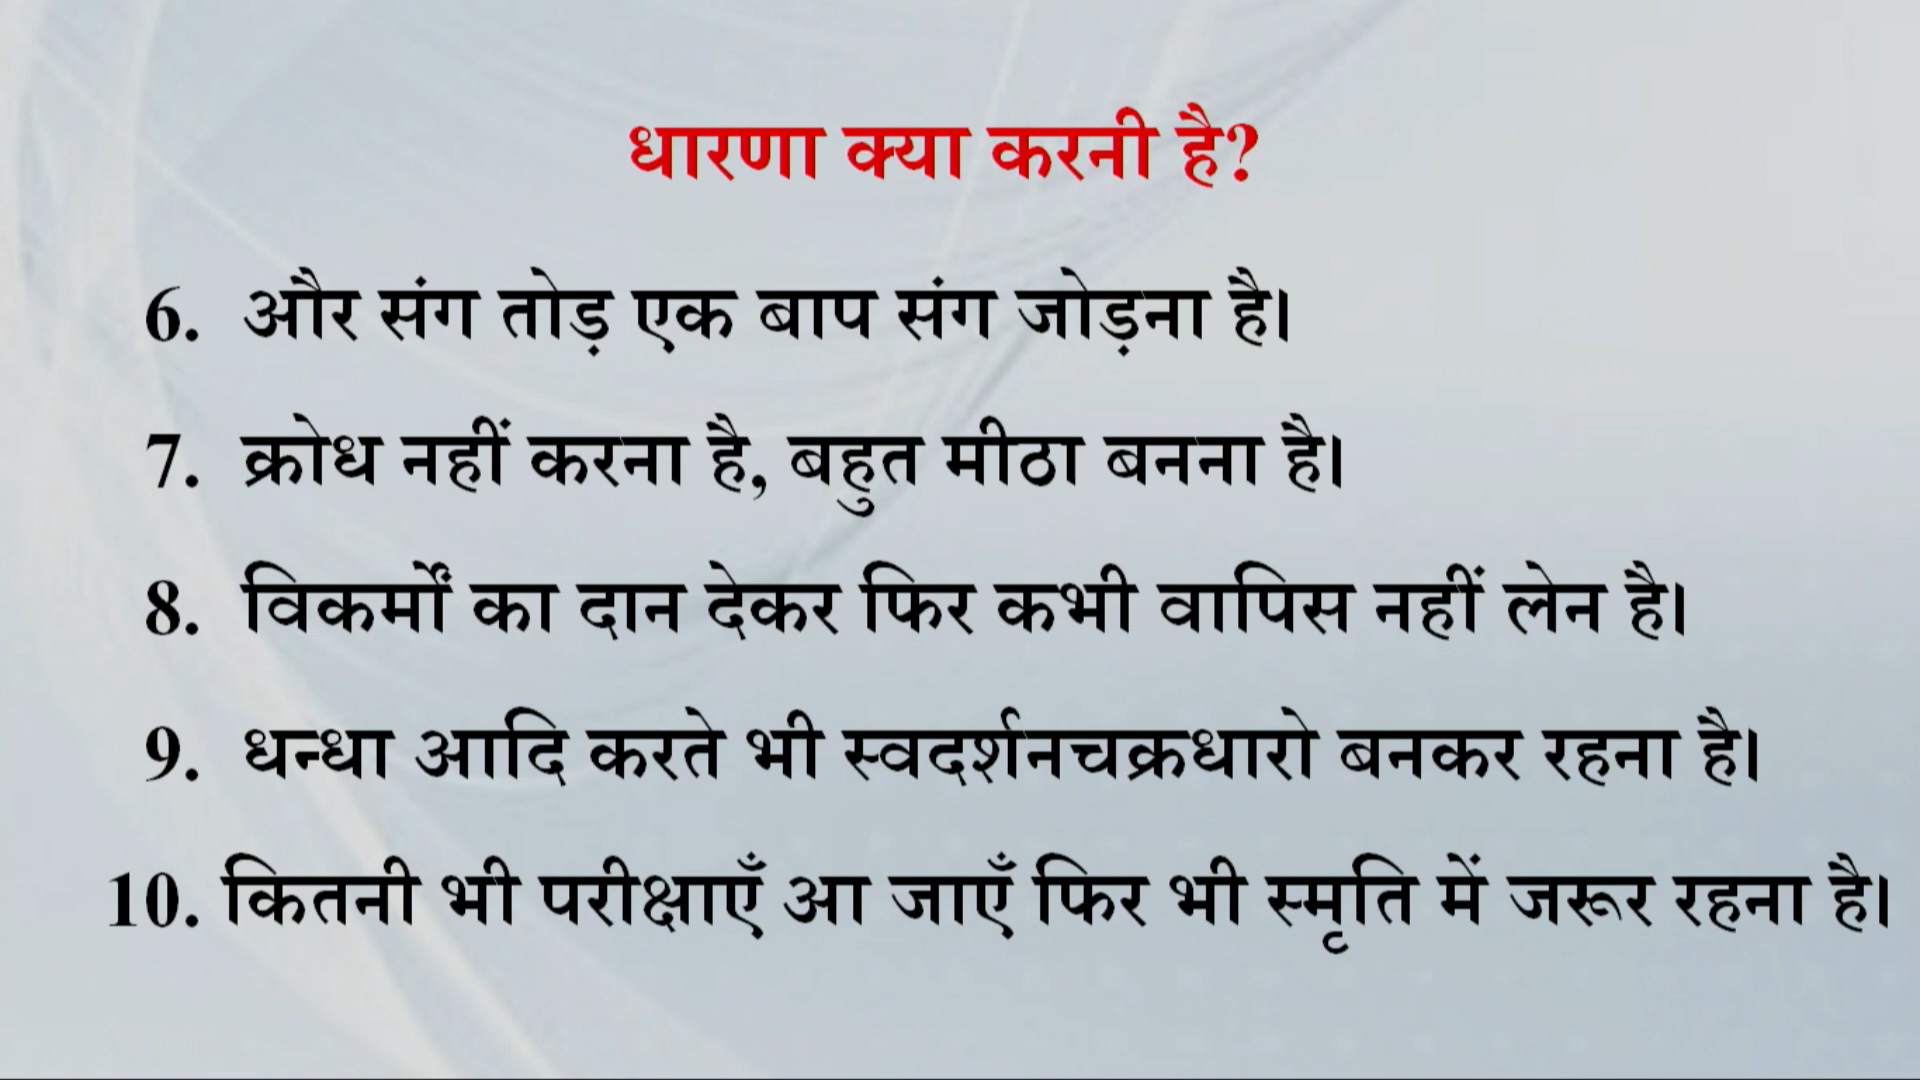 धारणा क्या करनी है?
6. और संग तोड़ एक बाप संग जोड़ना है।
7. क्रोध नहीं करना है, बहुत मीठा बनना है।
8. विकर्मों का दान देकर फिर कभी वापिस नहीं लेन है।
9. धन्धा आदि करते भी स्वदर्शनचक्रधारो बनकर रहना है।
10. कितनी भी परीक्षाएँ आ जाएँ फिर भी स्मृति में जरूर रहना है।